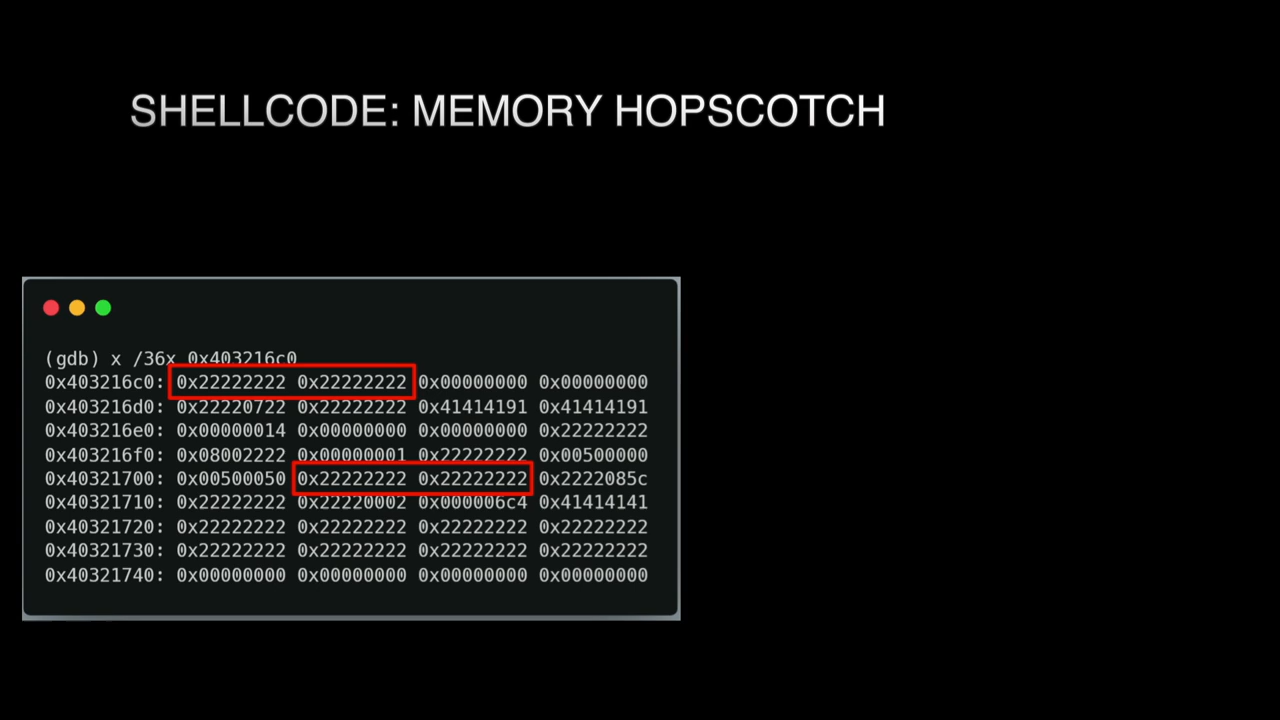 SHELLCODE: MEMORY HOPSCOTCH
(gdb) x /36x 0x403216c0
0x403216c0: 0x22222222 0x22222222 0x00000000 0x00000000
0x403216d0: 0x22220722 0x22222222 0x41414191 0x41414191
0x403216e0: 0x00000014 0x00000000 0x00000000 0x22222222
0x403216f0: 0x08002222 0x00000001 0x22222222 0x00500000
0x40321700: 0x00500050 0x22222222 0x22222222 0x2222085c
0x40321710: 0x22222222 0x22220002 0x000006c4 0x41414141
0x40321720: 0x22222222 0x22222222 0x22222222 0x22222222
0x40321730: 0x22222222 0x22222222 0x22222222 0x22222222
0x40321740: 0x00000000 0x00000000 0x00000000 0x00000000